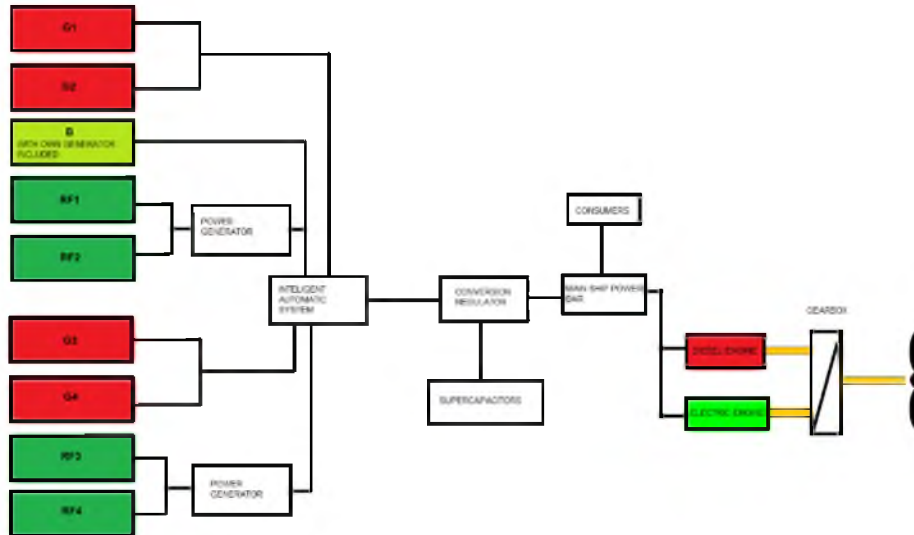 G1
G2
B
WITH OWN GENERATOR
INCLUDED
RF1
RF2
POWER
GENERATOR
CONSUMERS
INTELIGENT
AUTOMATIC
SYSTEM
CONVERSION
REGULATOR
MAIN SHIP POWER
BAR
GEARBOX
G3
G4
DIESEL ENGINE
ELECTRIC ENGINE
SUPERCAPACITORS
RF3
RF4
POWER
GENERATOR